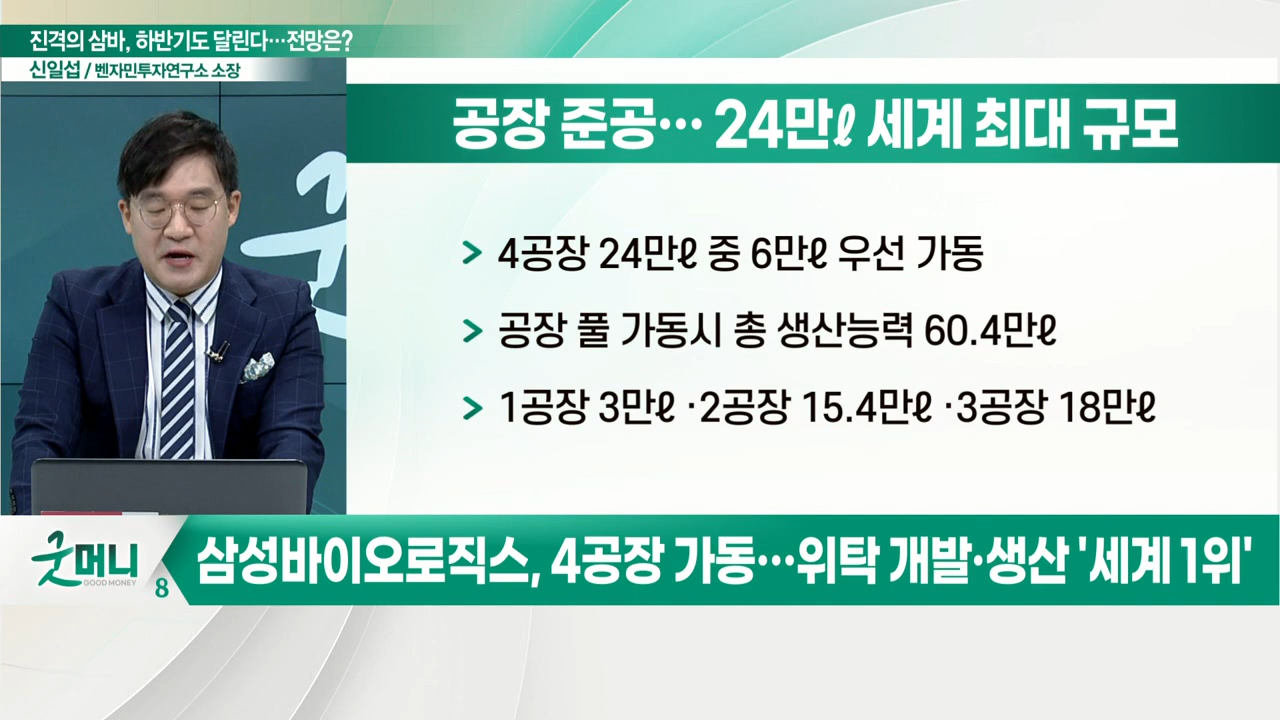 진격의 삼바, 하반기도 달린다…전망은?
신일섭 / 벤자민투자연구소 소장
공장 준공… 24만ℓ 세계 최대 규모
> 4공장 24만ℓ 중 6만ℓ 우선 가동
> 공장 풀 가동시 총 생산능력 60.4만ℓ
> 1공장 3만ℓ ·2공장 15.4만ℓ ·3공장 18만ℓ
굿머니
GOOD MONEY
8
삼성바이오로직스, 4공장 가동…위탁 개발·생산 '세계 1위'